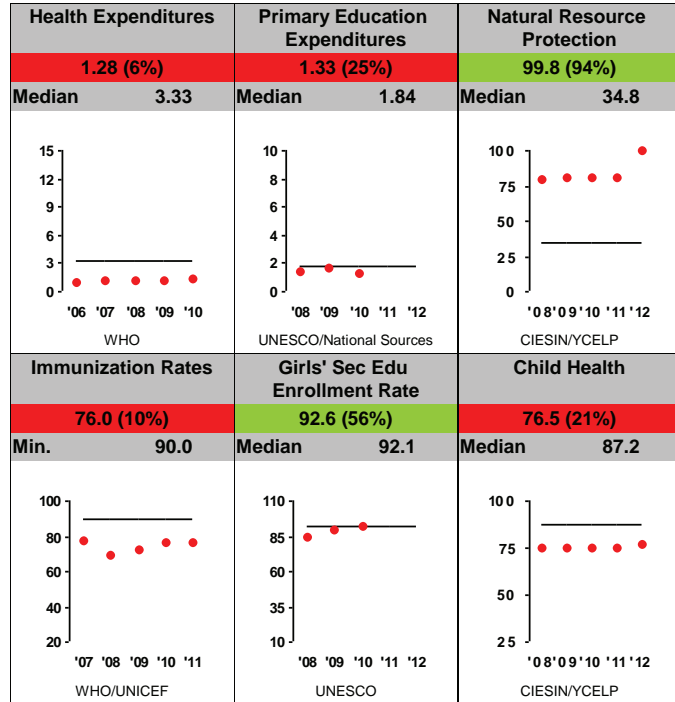 Health Expenditures
1.28 (6%)
Median 3.33
15
12
9
6
3
0
'06 '07 '08 '09 '10
WHO
Primary Education
Expenditures
1.33 (25%)
Median 1.84
10
8
6
4
2
0
'08 '09 '10 '11 '12
UNESCO/National Sources
Natural Resource
Protection
99.8 (94%)
Median 34.8
100
75
50
25
0
'08 '09 '10 '11 '12
CIESIN/YCELP
Immunization Rates
76.0 (10%)
Min. 90.0
100
80
60
40
20
'07 '08 '09 '10 '11
WHO/UNICEF
Girls' Sec Edu
Enrollment Rate
92.6 (56%)
Median 92.1
110
85
60
35
10
'08 '09 '10 '11 '12
UNESCO
Child Health
76.5 (21%)
Median 87.2
100
75
50
25
'08 '09 '10 '11 '12
CIESIN/YCELP